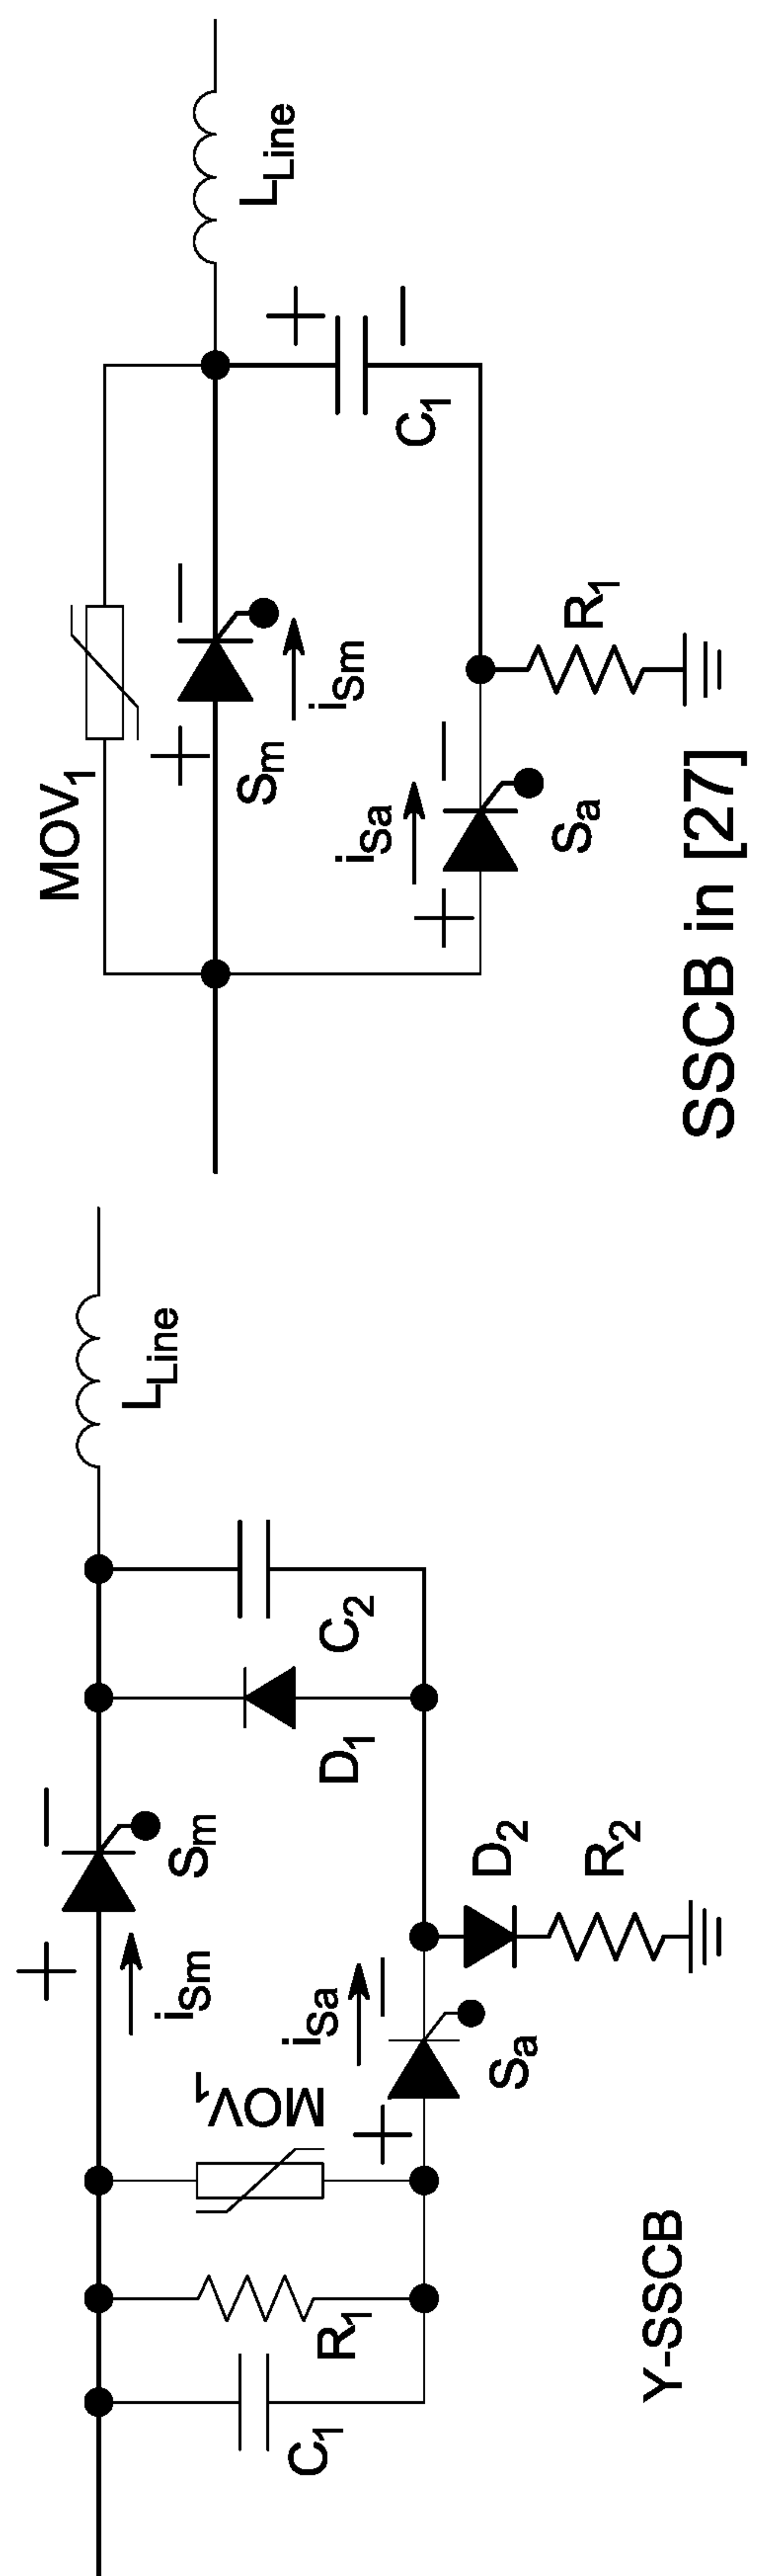 MOV1
Sm
iSm
LLine
C1
iSa
Sa
R1
SSCB in [27]
C1
R1
MOV1
iSm
Sm
D1
C2
LLine
iSa
Sa
D2
R2
Y-SSCB